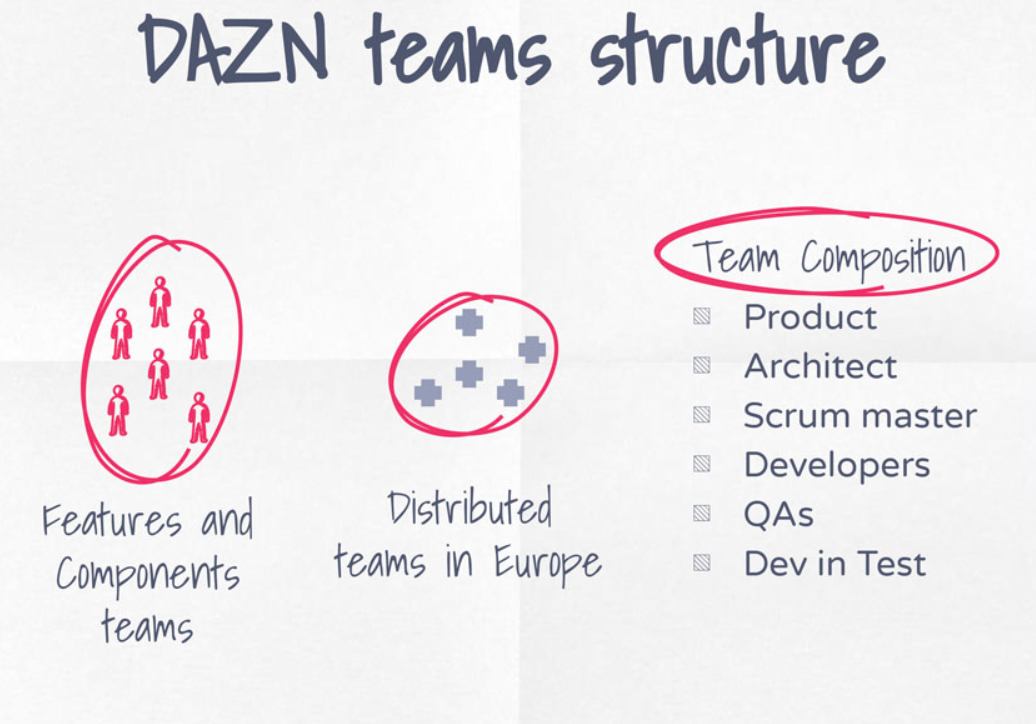 DAZN teams structure
Features and
Components
teams
Distributed
teams in Europe
Team Composition
Product
Architect
Scrum master
Developers
QAs
Dev in Test